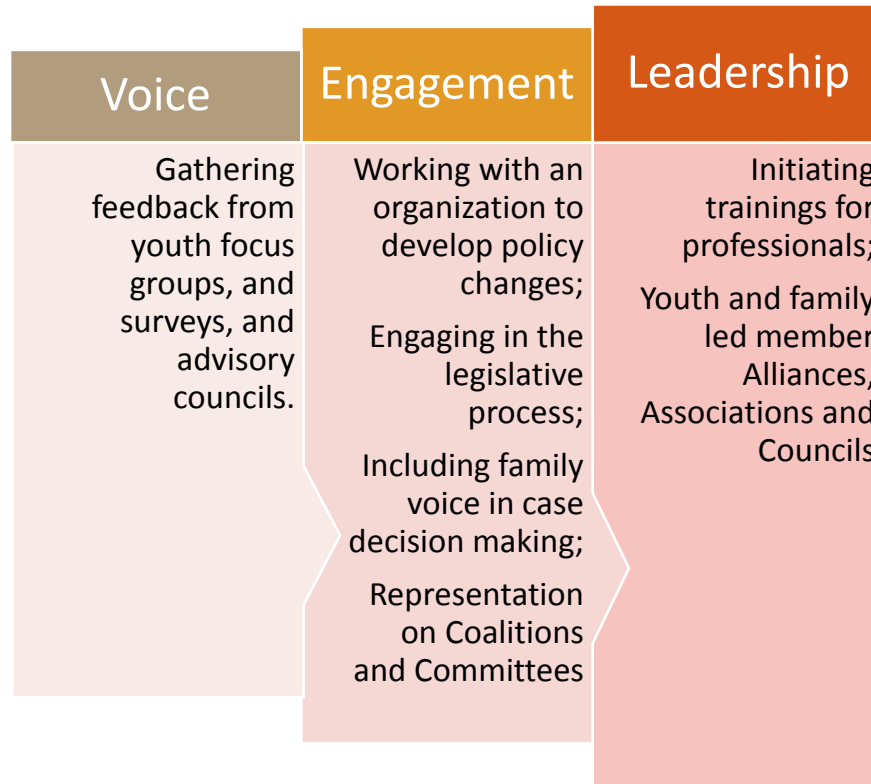 Voice
Gathering
feedback from
youth focus
groups, and
surveys, and
advisory
councils.
Engagement
Working with an
organization to
develop policy
changes;
Engaging in the
legislative
process;
Including family
voice in case
decision making;
Representation
on Coalitions
and Committees
Leadership
Initiating
trainings for
professionals;
Youth and family
led member
Alliances,
Associations and
Councils